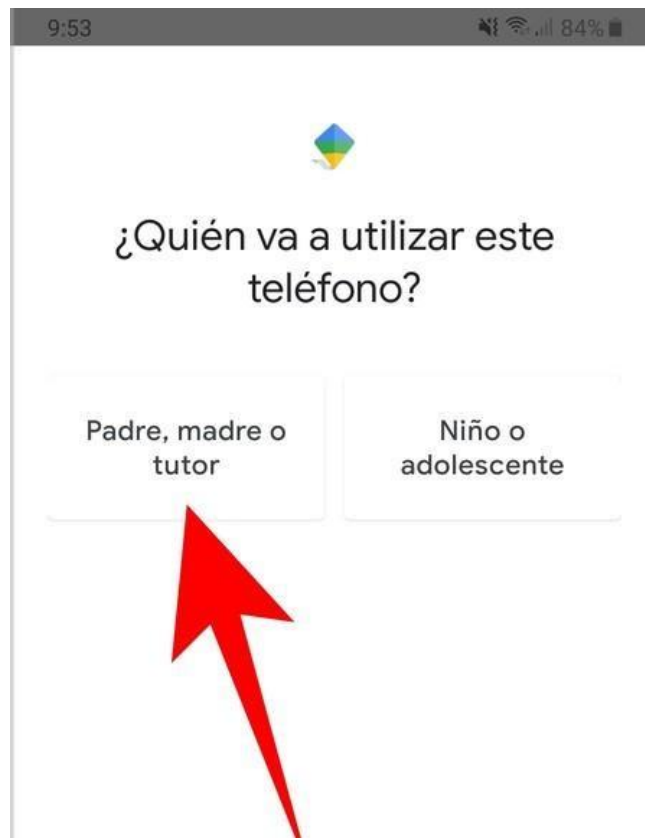 9:53
84%
¿Quién va a utilizar este
teléfono?
Padre, madre o
tutor
Niño o
adolescente